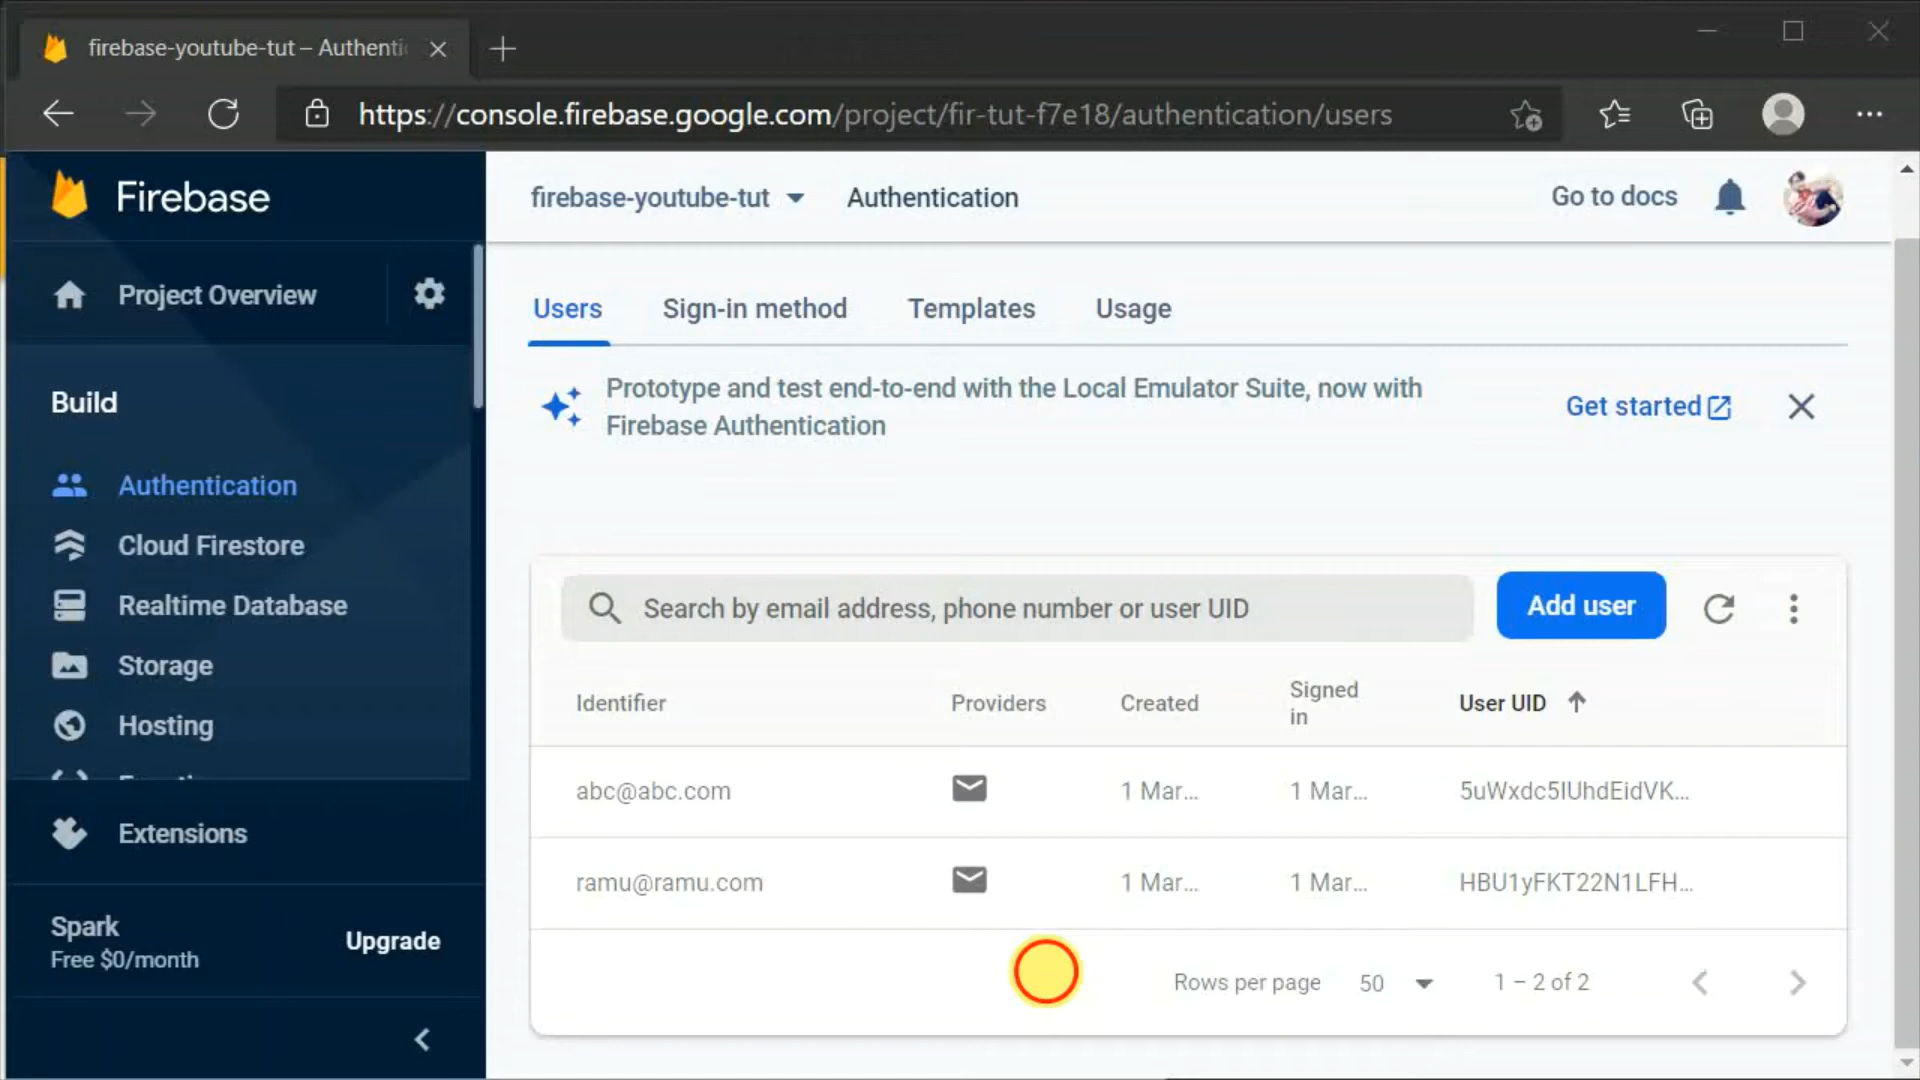 firebase-youtube-tut – Authenti
https://console.firebase.google.com/project/fir-tut-f7e18/authentication/users
Firebase
firebase-youtube-tut
Authentication
Go to docs
Project Overview
Users
Sign-in method
Templates
Usage
Prototype and test end-to-end with the Local Emulator Suite, now with
Firebase Authentication
Get started
Build
Authentication
Cloud Firestore
Realtime Database
Storage
Hosting
Extensions
Spark
Free $0/month
Upgrade
Search by email address, phone number or user UID
Add user
Identifier
Providers
Created
Signed
in
User UID
abc@abc.com
1 Mar...
1 Mar...
5uWxdc5IUhdEidVK...
ramu@ramu.com
1 Mar...
1 Mar...
HBU1yFKT22N1LFH...
Rows per page
50
1 – 2 of 2